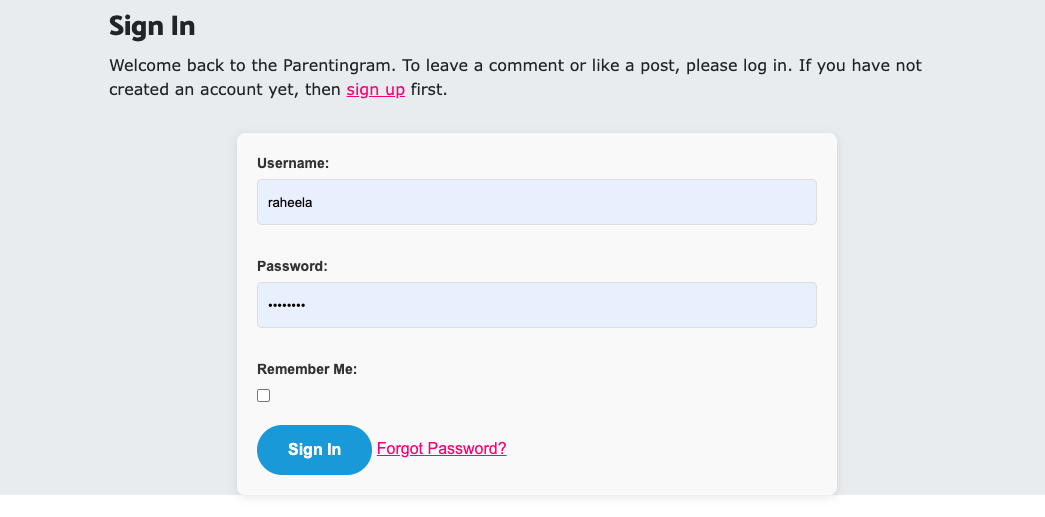 Sign In
Welcome back to the Parentingram. To leave a comment or like a post, please log in. If you have not
created an account yet, then sign up first.
Username:
raheela
Password:
••••••••
Remember Me:
Sign In Forgot Password?